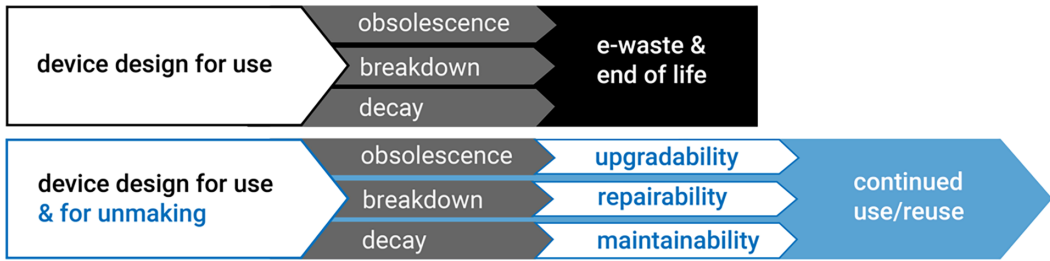 device design for use
obsolescence
breakdown
decay
e-waste &
end of life
device design for use
& for unmaking
obsolescence
breakdown
decay
upgradability
repairability
maintainability
continued
use/reuse